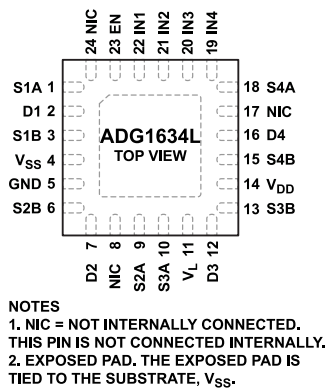 24 NIC
23 EN
22 IN1
21 IN2
20 IN3
19 IN4
S1A 1
D1 2
S1B 3
VSS 4
GND 5
S2B 6
ADG1634L
TOP VIEW
18 S4A
17 NIC
16 D4
15 S4B
14 VDD
13 S3B
D2 7
NIC 8
S2A 9
S3A 10
VL 11
D3 12
NOTES
1. NIC = NOT INTERNALLY CONNECTED.
THIS PIN IS NOT CONNECTED INTERNALLY.
2. EXPOSED PAD. THE EXPOSED PAD IS
TIED TO THE SUBSTRATE, VSS.